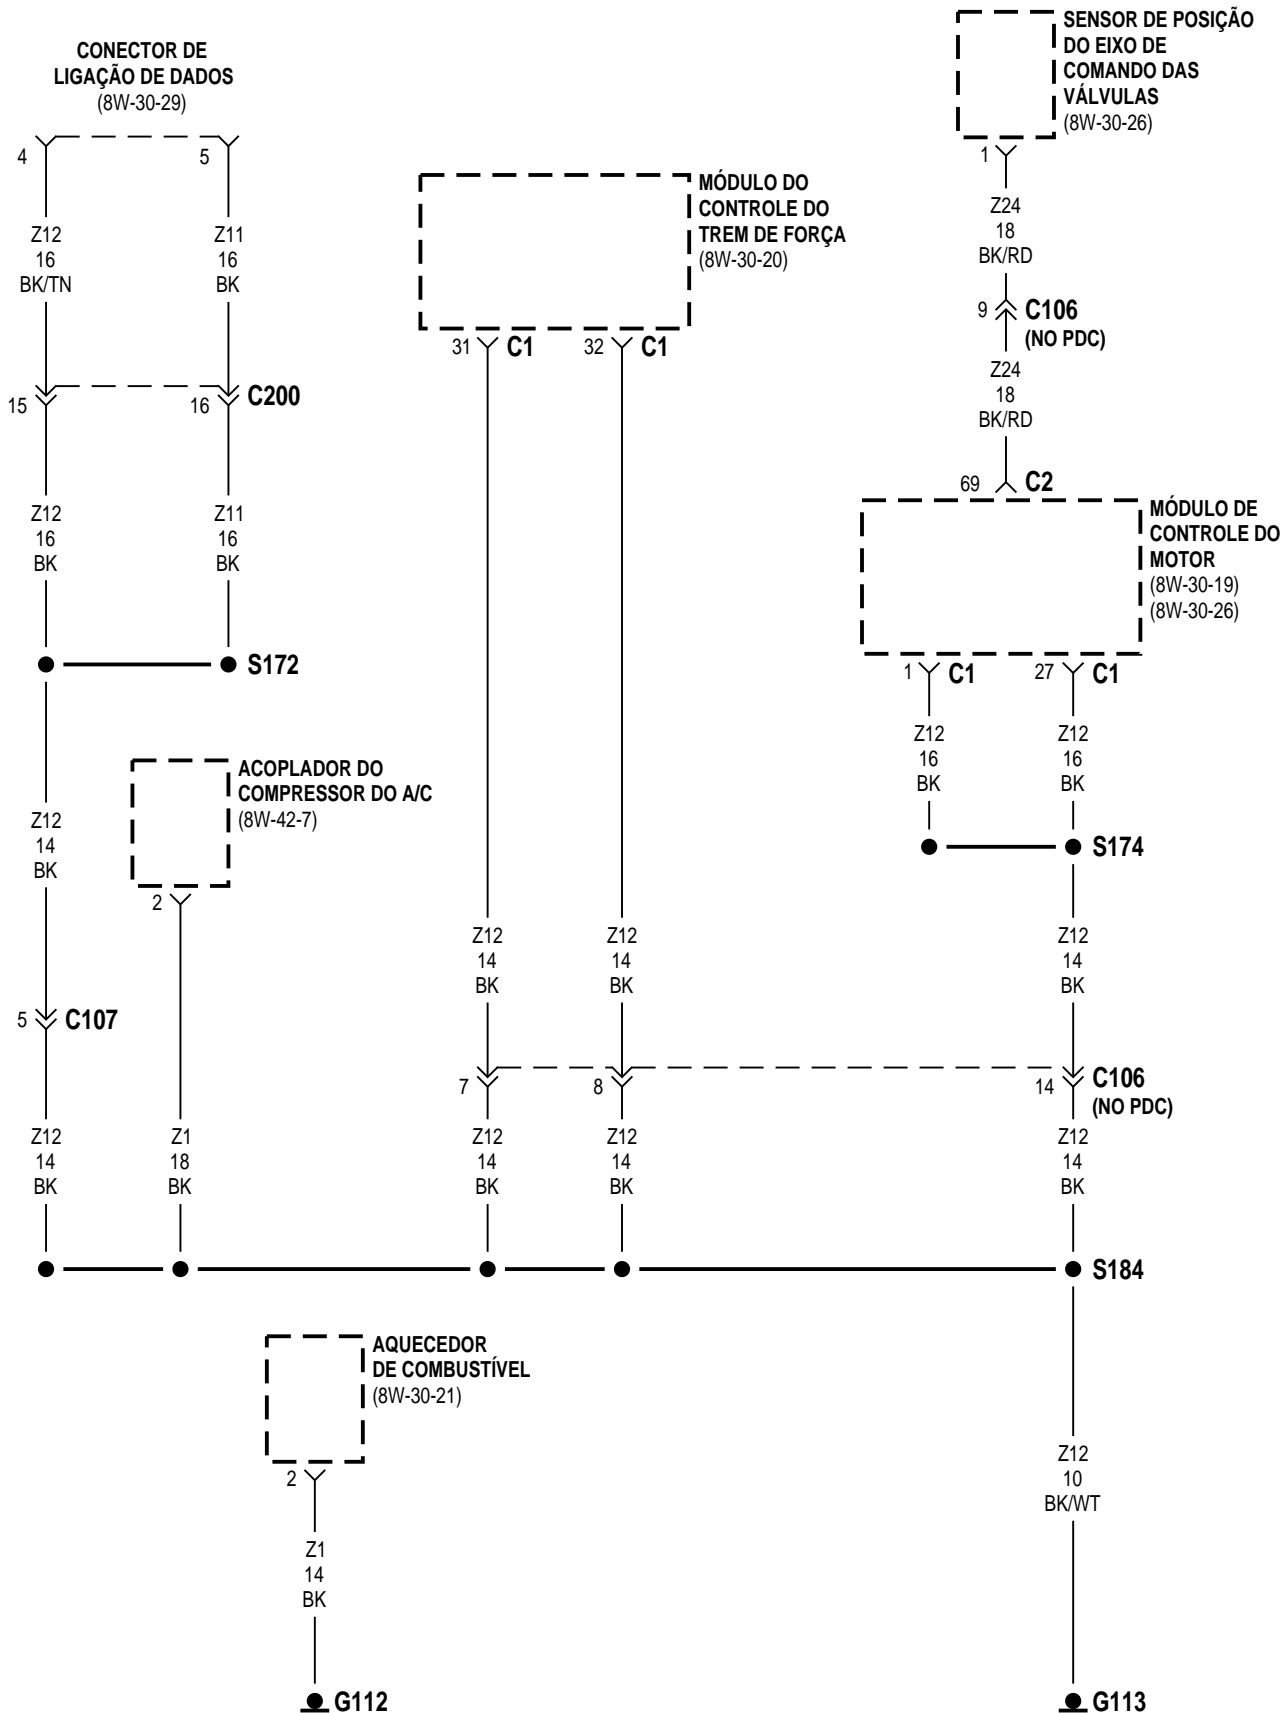 CONECTOR DE
LIGAÇÃO DE DADOS
(8W-30-29)
4
5
Z12
16
BK/TN
Z11
16
BK
15
16
C200
Z12
16
BK
Z11
16
BK
S172
Z12
14
BK
ACOPLADOR DO
COMPRESSOR DO A/C
(8W-42-7)
2
5
C107
Z12
14
BK
Z1
18
BK
MÓDULO DO
CONTROLE DO
TREM DE FORÇA
(8W-30-20)
31
C1
32
C1
Z12
14
BK
Z12
14
BK
7
8
Z12
14
BK
Z12
14
BK
SENSOR DE POSIÇÃO
DO EIXO DE
COMANDO DAS
VÁLVULAS
(8W-30-26)
1
Z24
18
BK/RD
9
C106
(NO PDC)
Z24
18
BK/RD
69
C2
MÓDULO DE
CONTROLE DO
MOTOR
(8W-30-19)
(8W-30-26)
1
C1
27
C1
Z12
16
BK
Z12
16
BK
S174
Z12
14
BK
14
C106
(NO PDC)
Z12
14
BK
S184
AQUECEDOR
DE COMBUSTÍVEL
(8W-30-21)
2
Z1
14
BK
G112
Z12
10
BK/WT
G113